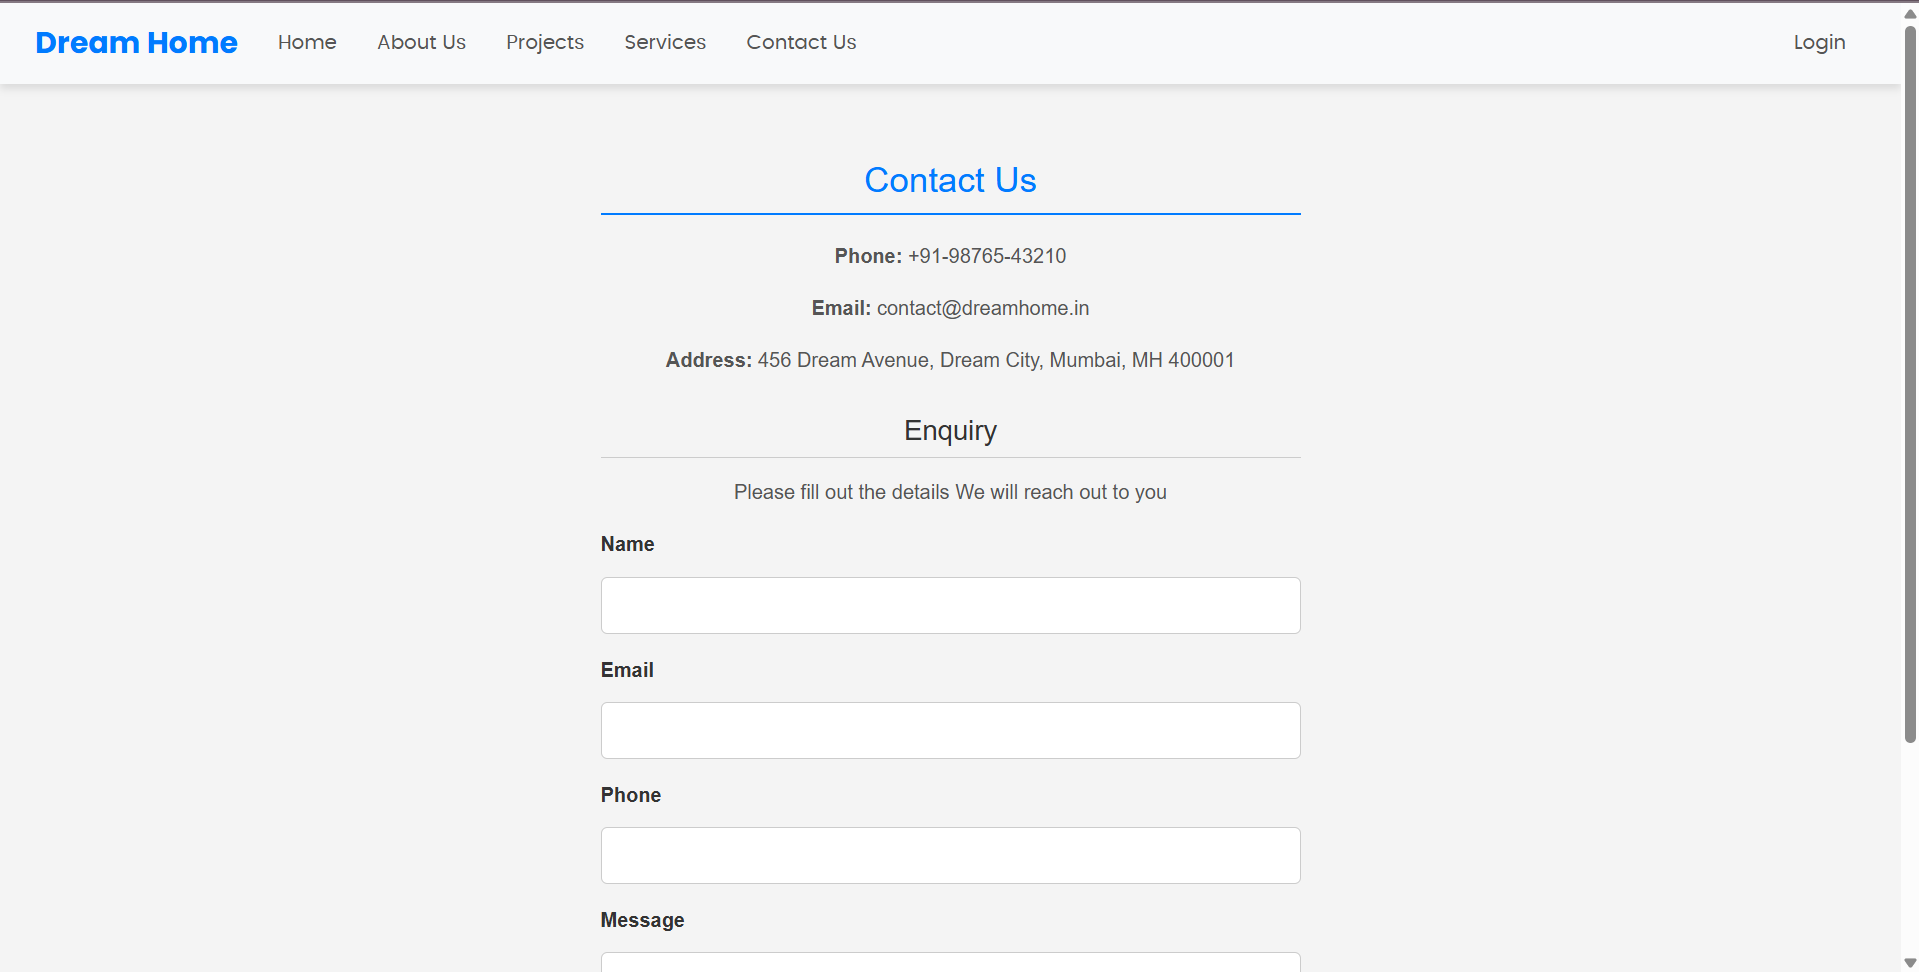 Dream Home Home About Us Projects Services Contact Us Login
Contact Us
Phone: +91-98765-43210
Email: contact@dreamhome.in
Address: 456 Dream Avenue, Dream City, Mumbai, MH 400001
Enquiry
Please fill out the details We will reach out to you
Name
Email
Phone
Message